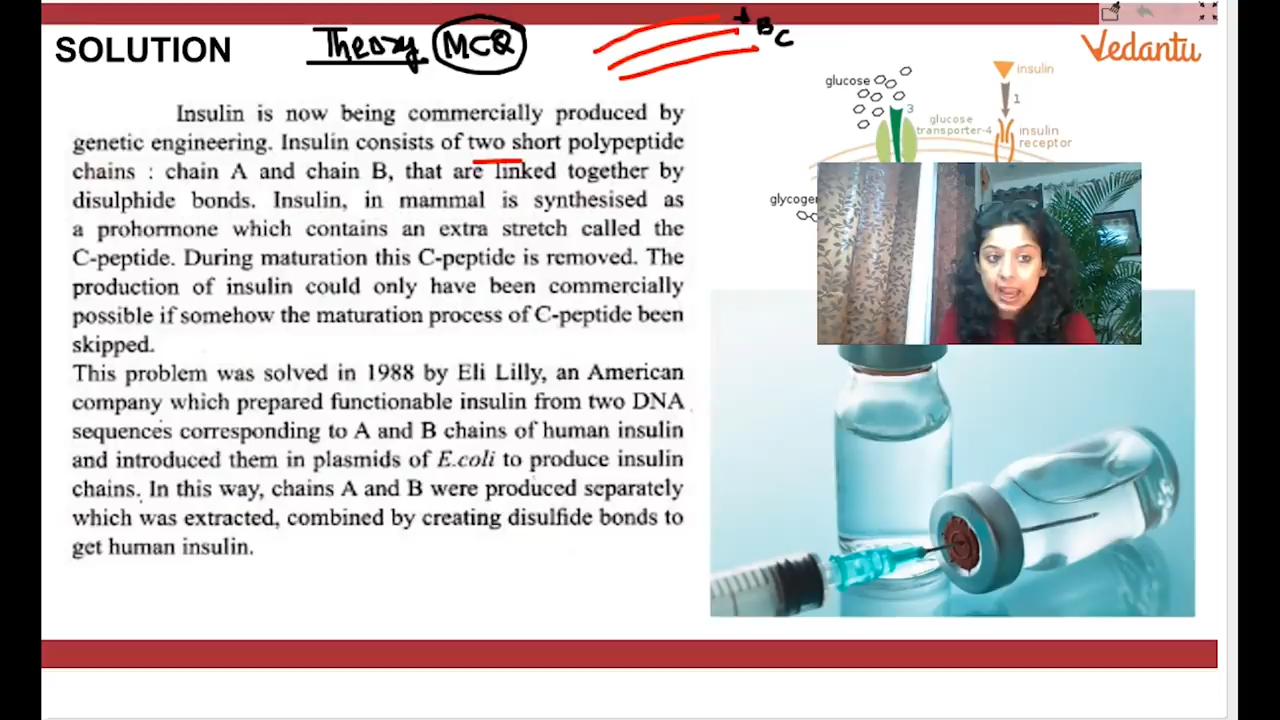 SOLUTION
Theory MCQ
A B C
Vedantu
Insulin is now being commercially produced by
genetic engineering. Insulin consists of two short polypeptide
chains : chain A and chain B, that are linked together by
disulphide bonds. Insulin, in mammal is synthesised as
a prohormone which contains an extra stretch called the
C-peptide. During maturation this C-peptide is removed. The
production of insulin could only have been commercially
possible if somehow the maturation process of C-peptide been
skipped.
This problem was solved in 1988 by Eli Lilly, an American
company which prepared functionable insulin from two DNA
sequences corresponding to A and B chains of human insulin
and introduced them in plasmids of E.coli to produce insulin
chains. In this way, chains A and B were produced separately
which was extracted, combined by creating disulfide bonds to
get human insulin.
glucose
insulin
3
1
glucose
transporter-4
insulin
receptor
glycogen